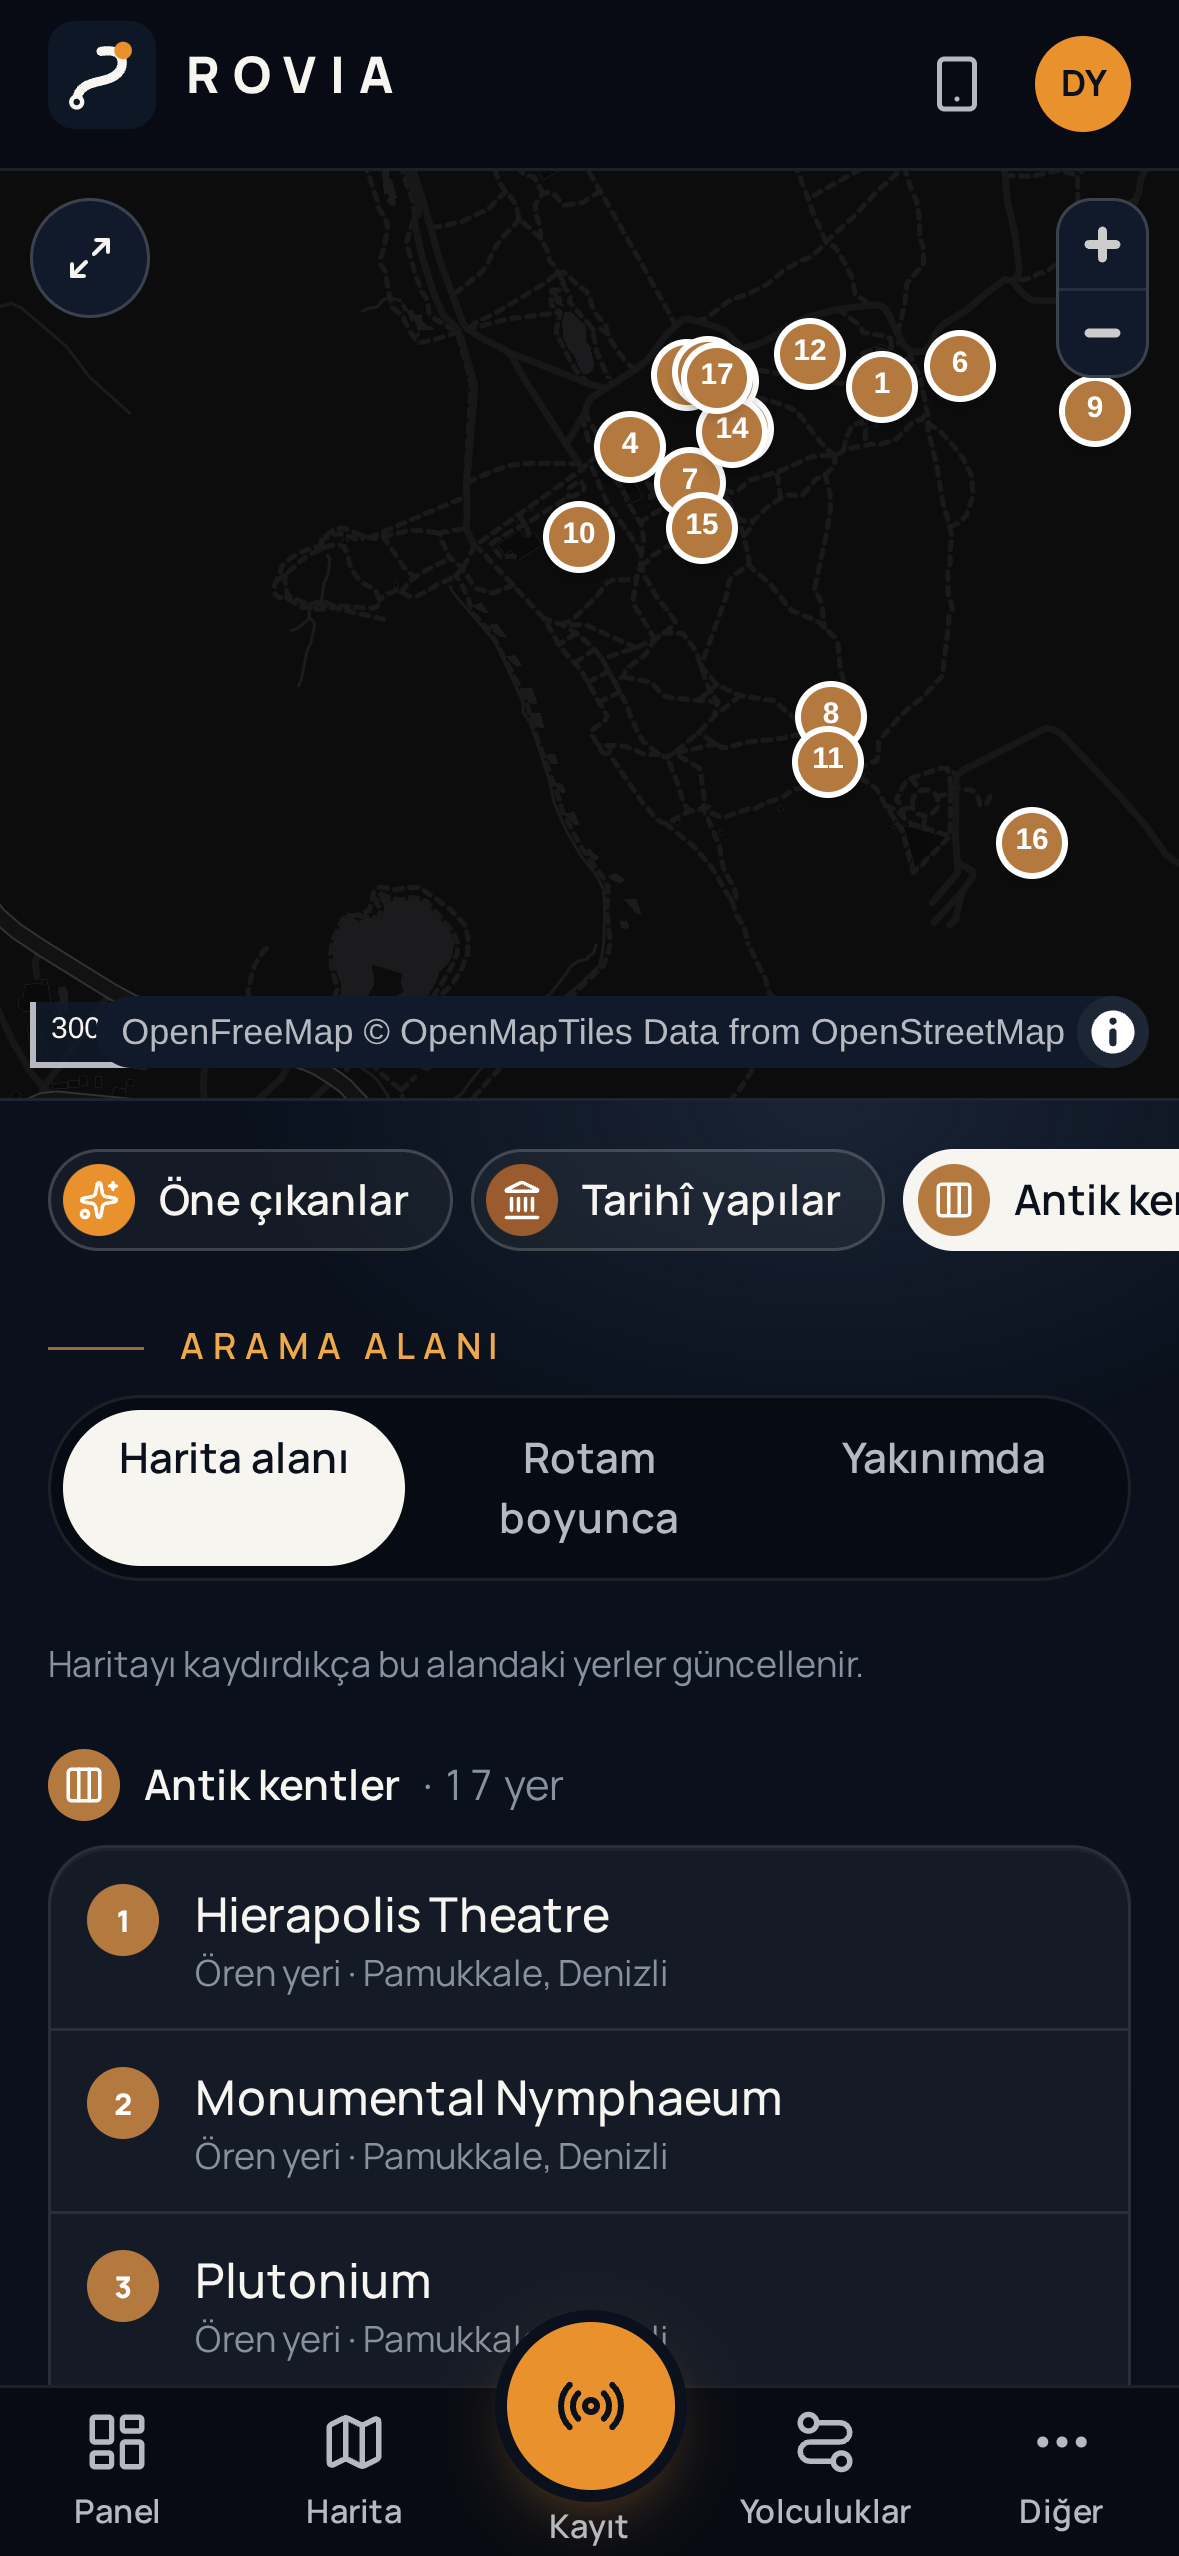 ROVIA
DY
12
6
1
17
9
14
4
7
15
10
8
11
16
300
OpenFreeMap © OpenMapTiles Data from OpenStreetMap
Öne çıkanlar
Tarihî yapılar
Antik ker
ARAMA ALANI
Harita alanı
Rotam
boyunca
Yakınımda
Haritayı kaydırdıkça bu alandaki yerler güncellenir.
Antik kentler · 17 yer
1
Hierapolis Theatre
Ören yeri · Pamukkale, Denizli
2
Monumental Nymphaeum
Ören yeri · Pamukkale, Denizli
3
Plutonium
Ören yeri ·
Panel
Harita
Kayıt
Yolculuklar
Diğer